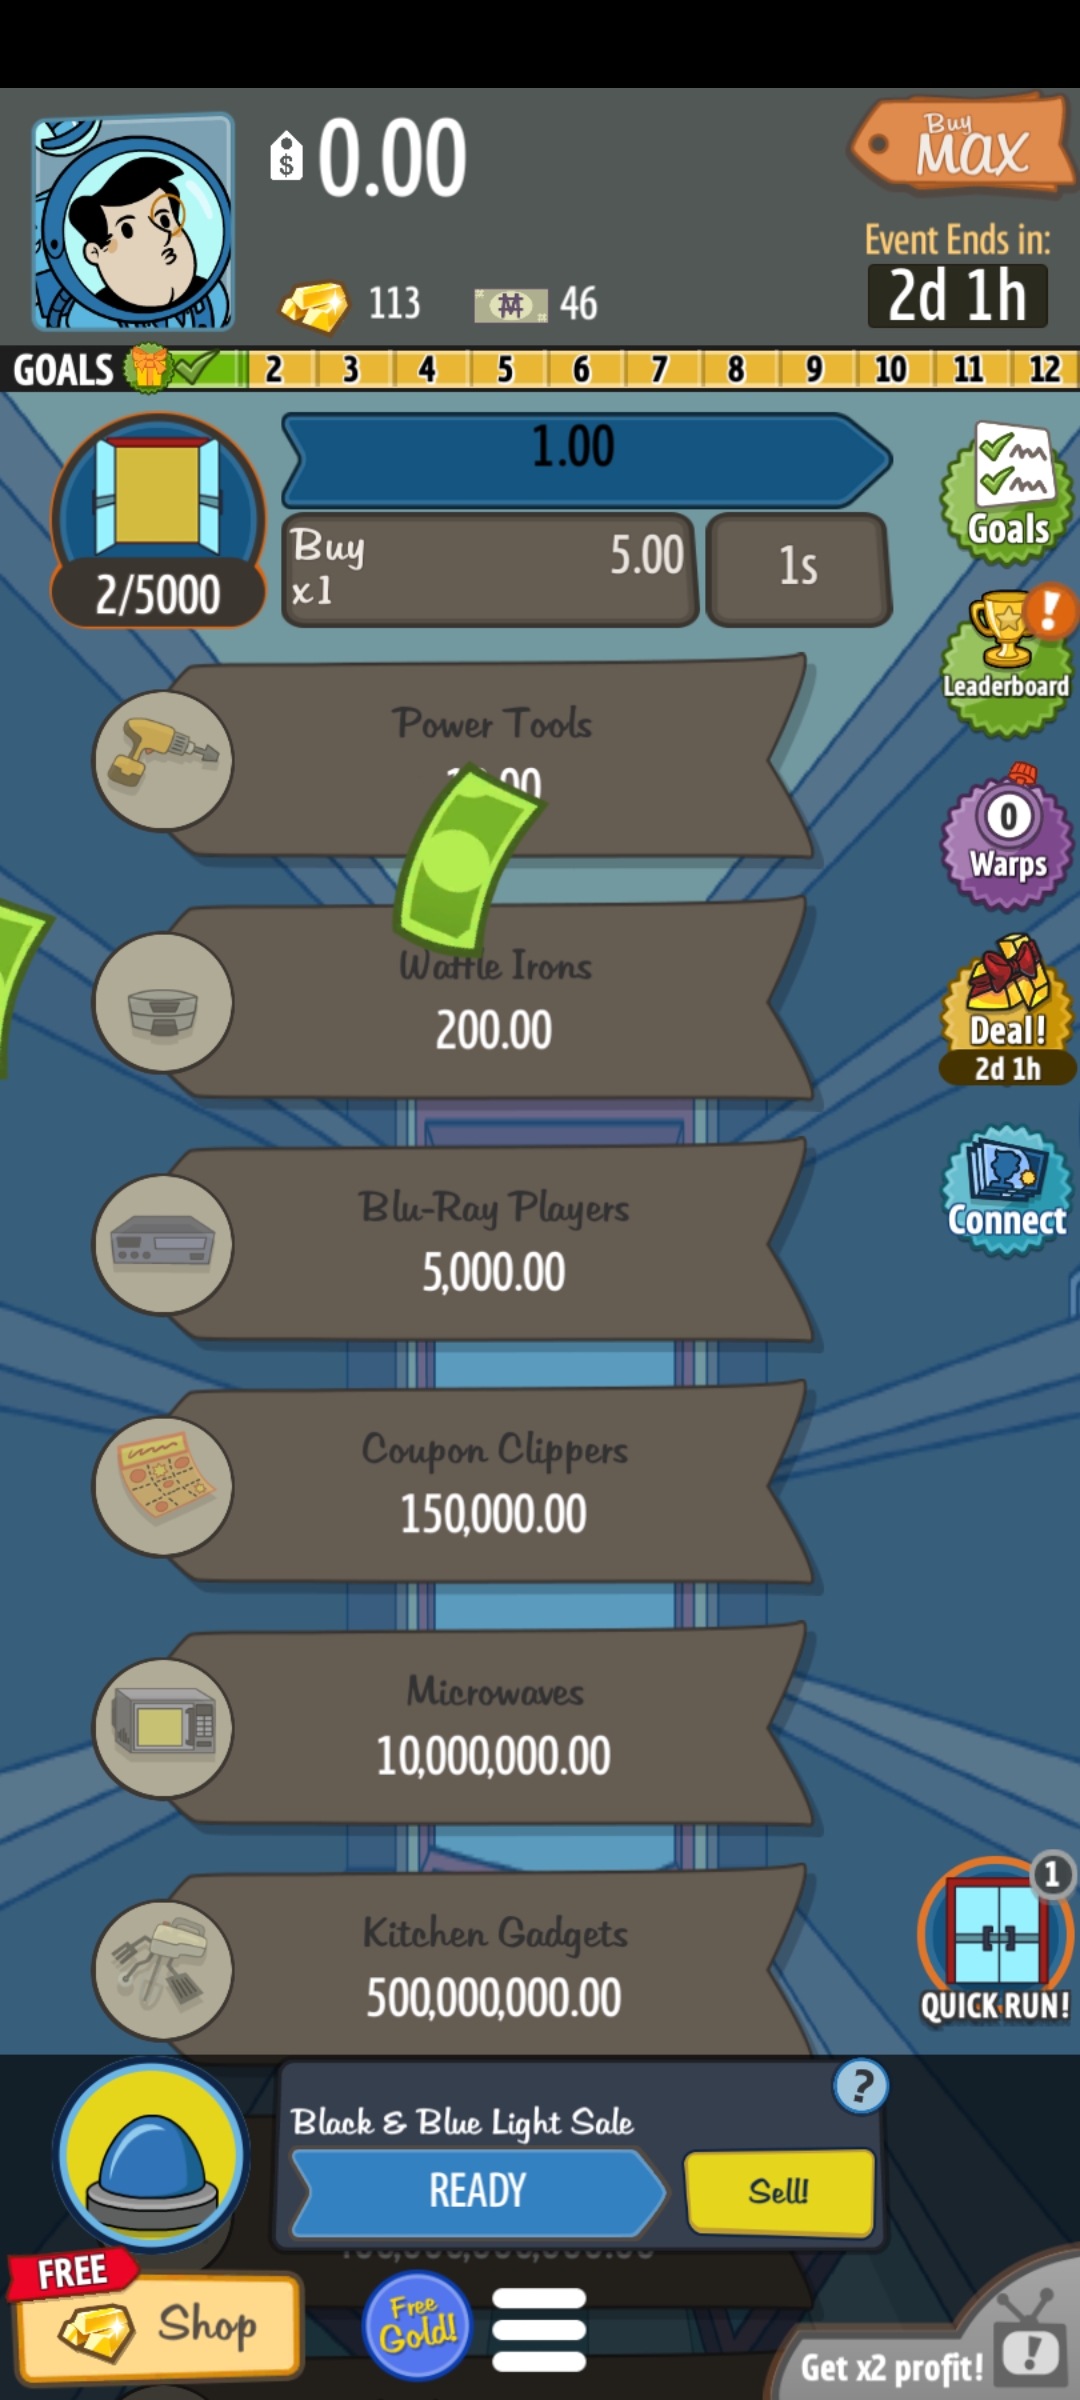 $ 0.00
Buy
MAX
113
46
Event Ends in:
2d 1h
GOALS 2 3 4 5 6 7 8 9 10 11 12
1.00
Buy
x1
5.00
1s
2/5000
Goals
Power Tools
Leaderboard
0
Warps
Waffle Irons
200.00
Deal!
2d 1h
Blu-Ray Players
5,000.00
Connect
Coupon Clippers
150,000.00
Microwaves
10,000,000.00
1
QUICK RUN!
Kitchen Gadgets
500,000,000.00
?
Black & Blue Light Sale
READY
Sell!
FREE
Shop
Free
Gold!
Get x2 profit!